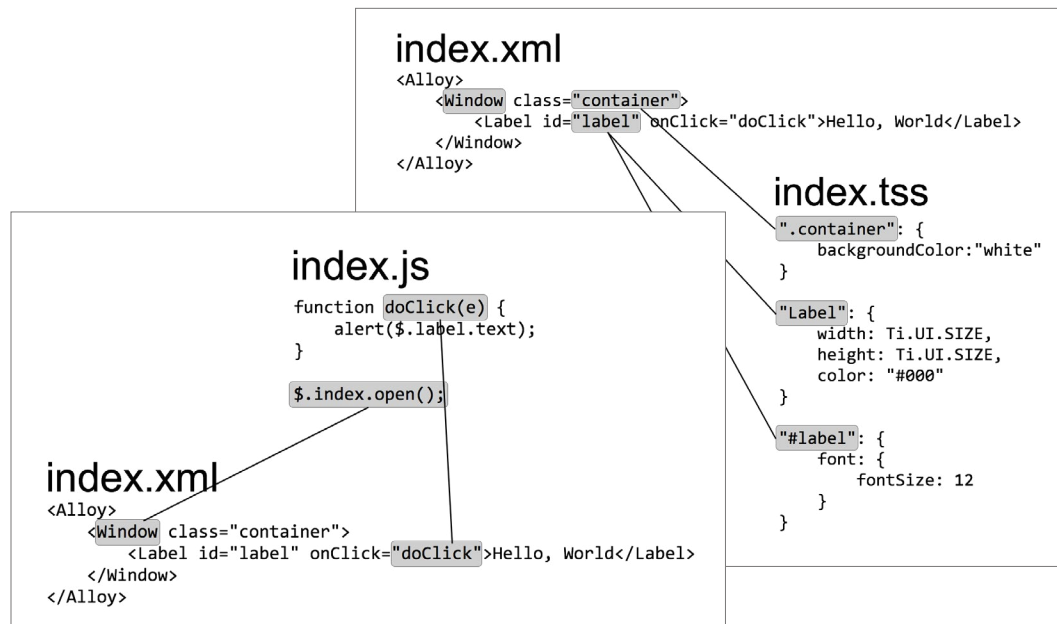 index.xml
<Alloy>
<Window class="container">
<Label id="label" onClick="doClick">Hello, World</Label>
</Window>
</Alloy>
index.tss
".container": {
backgroundColor:"white"
}
"Label": {
width: Ti.UI.SIZE,
height: Ti.UI.SIZE,
color: "#000"
}
"#label": {
font: {
fontSize: 12
}
}
index.js
function doClick(e) {
alert($.label.text);
}
$.index.open();
index.xml
<Alloy>
<Window class="container">
<Label id="label" onClick="doClick">Hello, World</Label>
</Window>
</Alloy>